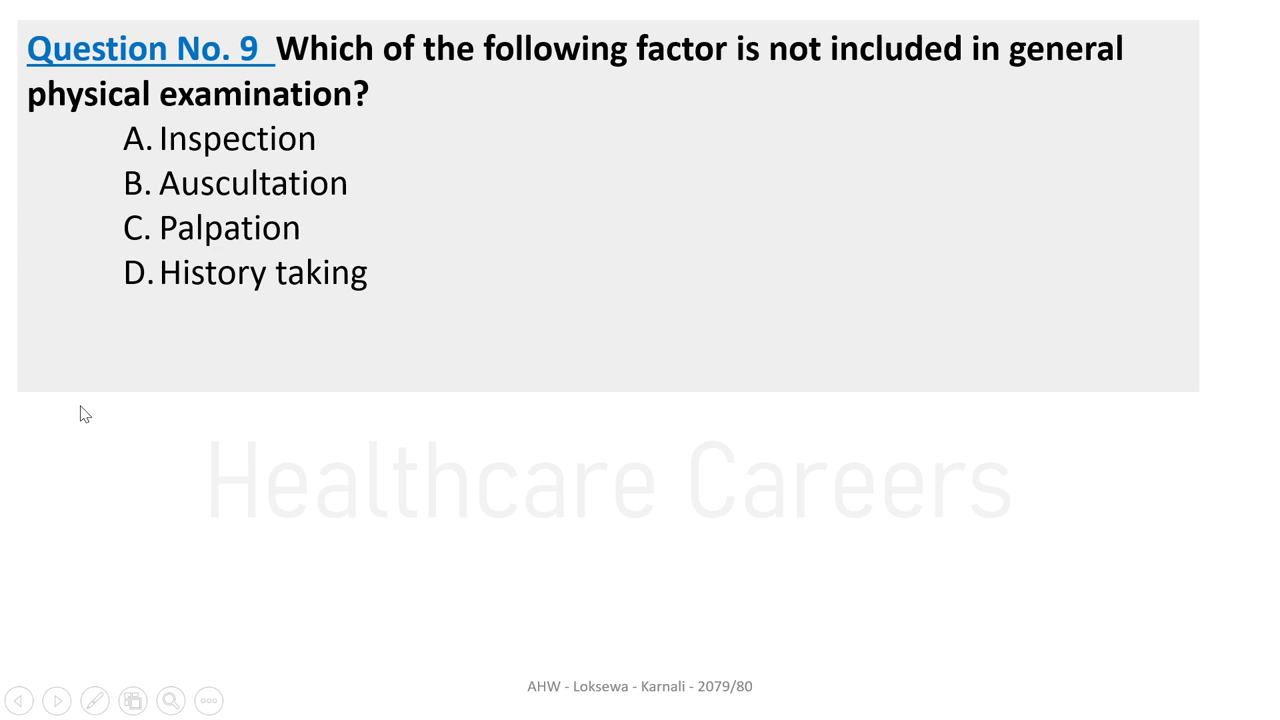 Question No. 9 Which of the following factor is not included in general
physical examination?
A. Inspection
B. Auscultation
C. Palpation
D. History taking
Healthcare Careers
AHW - Loksewa - Karnali - 2079/80